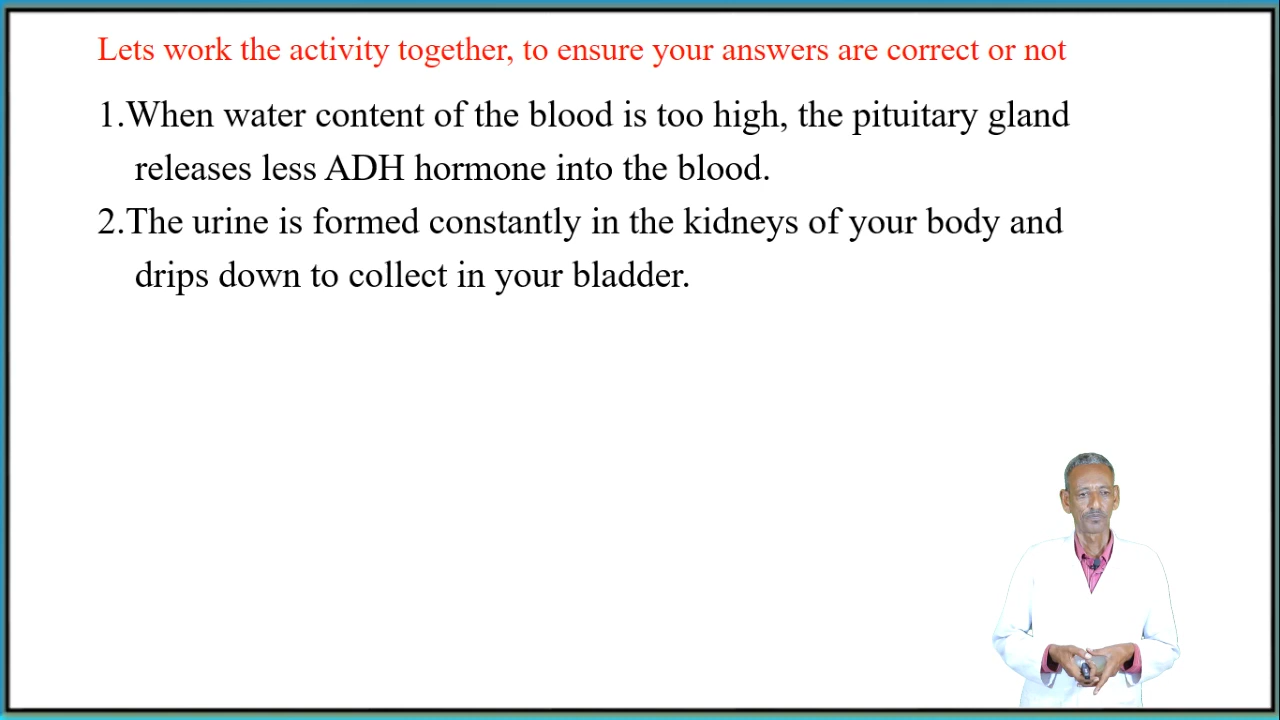 Lets work the activity together, to ensure your answers are correct or not
1.When water content of the blood is too high, the pituitary gland
releases less ADH hormone into the blood.
2.The urine is formed constantly in the kidneys of your body and
drips down to collect in your bladder.